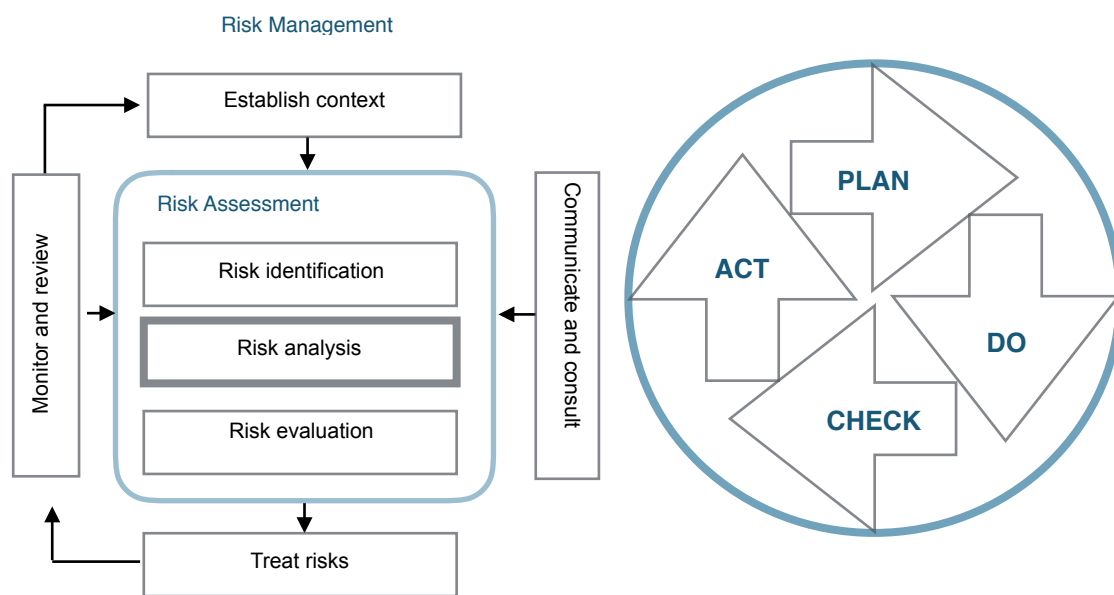 Risk Management
Establish context
Risk Assessment
Risk identification
Risk analysis
Risk evaluation
Treat risks
Monitor and review
Communicate and consult
PLAN
DO
CHECK
ACT